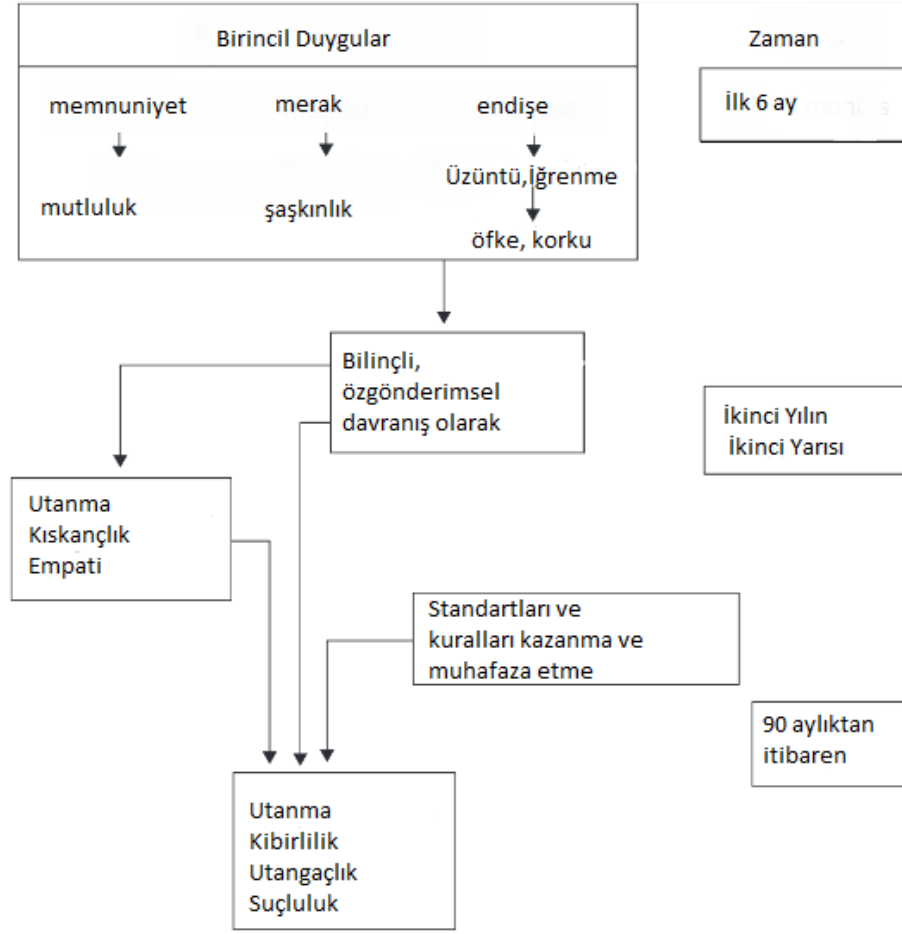 Birincil Duygular
Zaman
memnuniyet
merak
endişe
İlk 6 ay
mutluluk
şaşkınlık
Üzüntü,İğrenme
öfke, korku
Bilinçli,
özgönderimsel
davranış olarak
İkinci Yılın
İkinci Yarısı
Utanma
Kıskançlık
Empati
Standartları ve
kuralları kazanma ve
muhafaza etme
90 aylıktan
itibaren
Utanma
Kibirlilik
Utangaçlık
Suçluluk